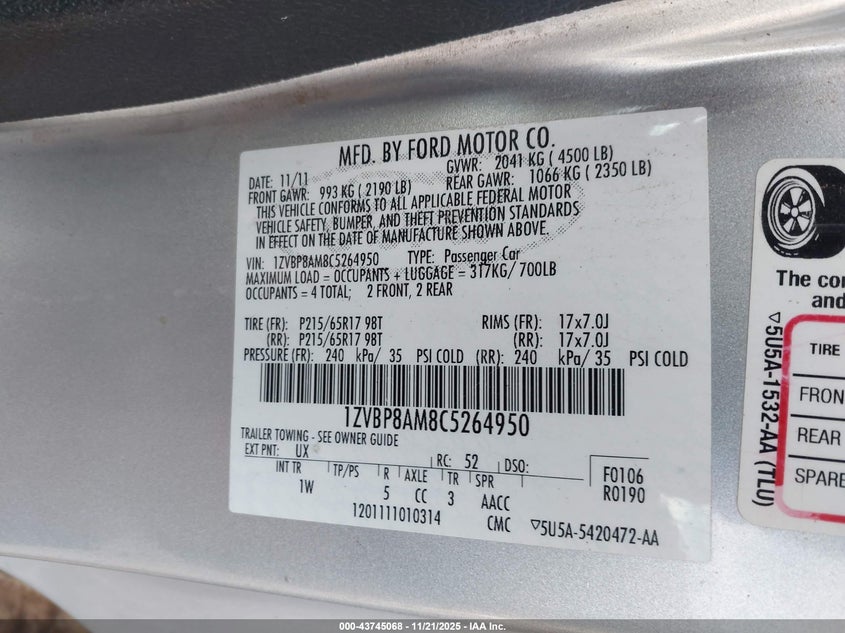 MFD. BY FORD MOTOR CO.
DATE: 11/11
GVWR: 2041 KG ( 4500 LB)
FRONT GAWR: 993 KG ( 2190 LB)
REAR GAWR: 1066 KG ( 2350 LB)
THIS VEHICLE CONFORMS TO ALL APPLICABLE FEDERAL MOTOR
VEHICLE SAFETY, BUMPER, AND THEFT PREVENTION STANDARDS
IN EFFECT ON THE DATE OF MANUFACTURE SHOWN ABOVE.
VIN: 1ZVBP8AM8C5264950 TYPE: Passenger Car
MAXIMUM LOAD = OCCUPANTS + LUGGAGE = 317KG/ 700LB
OCCUPANTS = 4 TOTAL; 2 FRONT, 2 REAR
TIRE (FR): P215/65R17 98T RIMS (FR): 17x7.0J
(RR): P215/65R17 98T (RR): 17x7.0J
PRESSURE (FR): 240 kPa/ 35 PSI COLD (RR): 240 kPa/ 35 PSI COLD
1ZVBP8AM8C5264950
TRAILER TOWING - SEE OWNER GUIDE
EXT PNT: UX RC: 52 DSO:
INT TR TP/PS R AXLE TR SPR
F0106
1W 5 CC 3 AACC
R0190
1201111010314 CMC ▽5U5A-5420472-AA
The
and
▽5U5A-1532-AA (TLU)
TIRE
FRON
REAR
SPARE
000-43745068 - 11/21/2025 - IAA Inc.